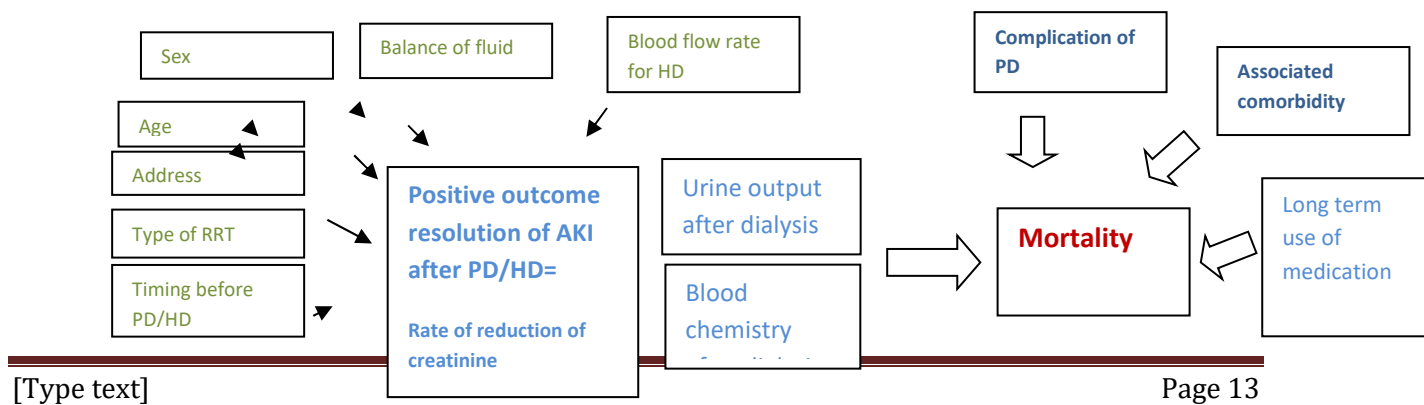 Sex
Balance of fluid
Blood flow rate
for HD
Complication of
PD
Associated
comorbidity
Age
Address
Type of RRT
Timing before
PD/HD
Positive outcome
resolution of AKI
after PD/HD=
Rate of reduction of
creatinine
Urine output
after dialysis
Blood
chemistry
Mortality
Long term
use of
medication
[Type text]
Page 13